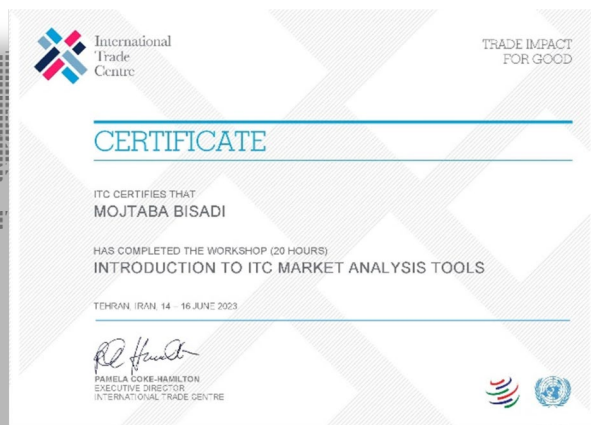 International
Trade
Centre
TRADE IMPACT
FOR GOOD
CERTIFICATE
ITC CERTIFIES THAT
MOJTABA BISADI
HAS COMPLETED THE WORKSHOP (20 HOURS)
INTRODUCTION TO ITC MARKET ANALYSIS TOOLS
TEHRAN, IRAN, 14 – 16 JUNE 2023
PAMELA COKE-HAMILTON
EXECUTIVE DIRECTOR
INTERNATIONAL TRADE CENTRE